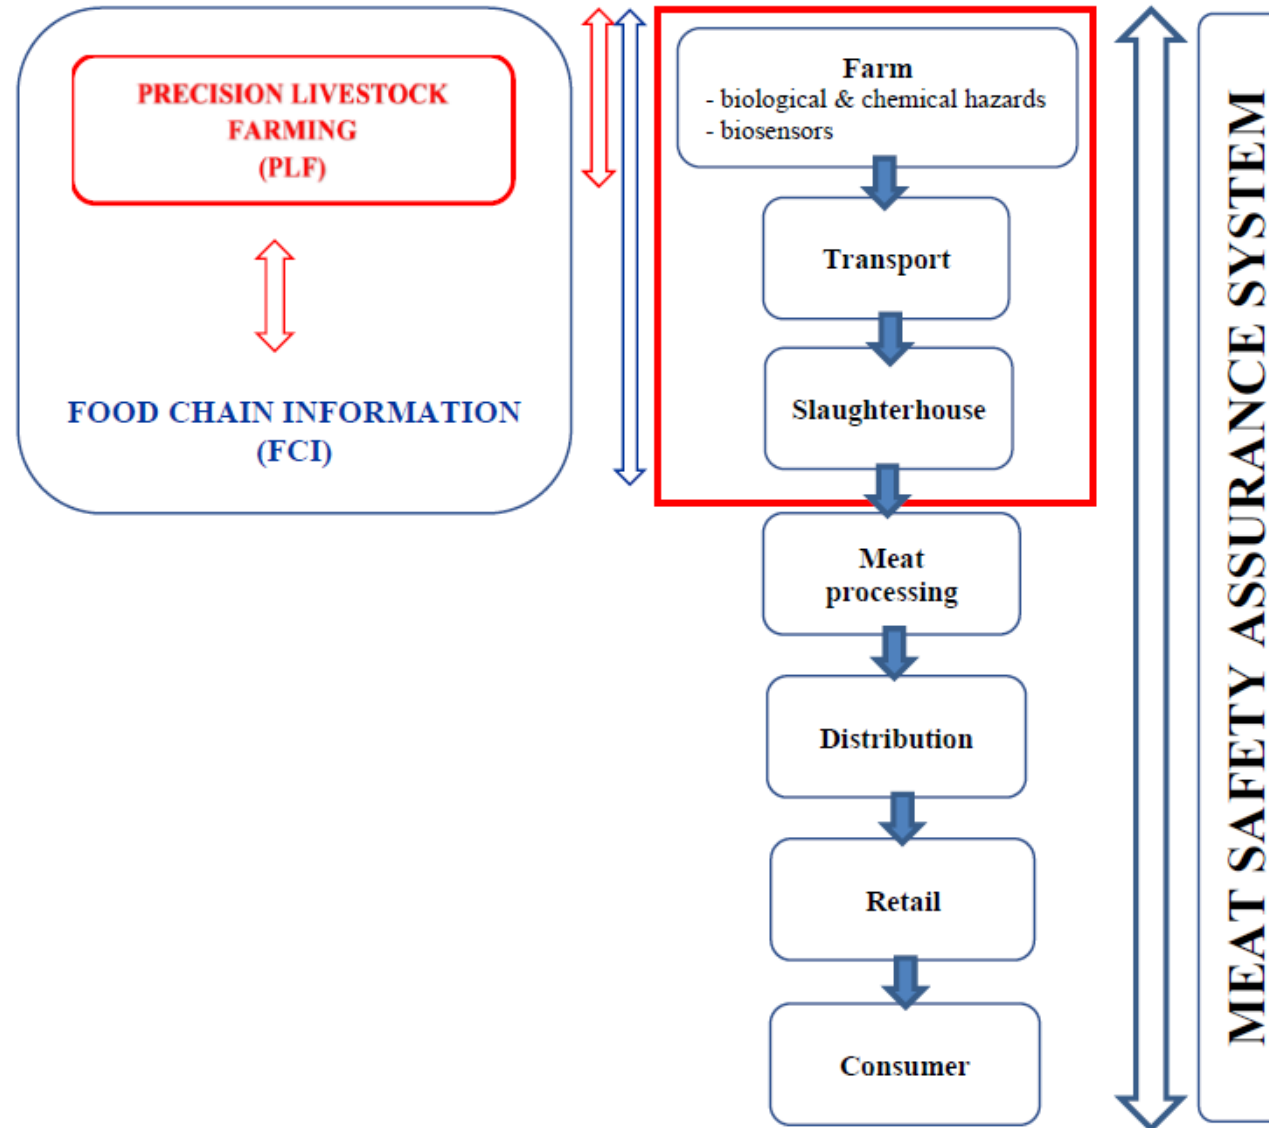 PRECISION LIVESTOCK
FARMING
(PLF)
FOOD CHAIN INFORMATION
(FCI)
Farm
- biological & chemical hazards
- biosensors
Transport
Slaughterhouse
Meat
processing
Distribution
Retail
Consumer
MEAT SAFETY ASSURANCE SYSTEM